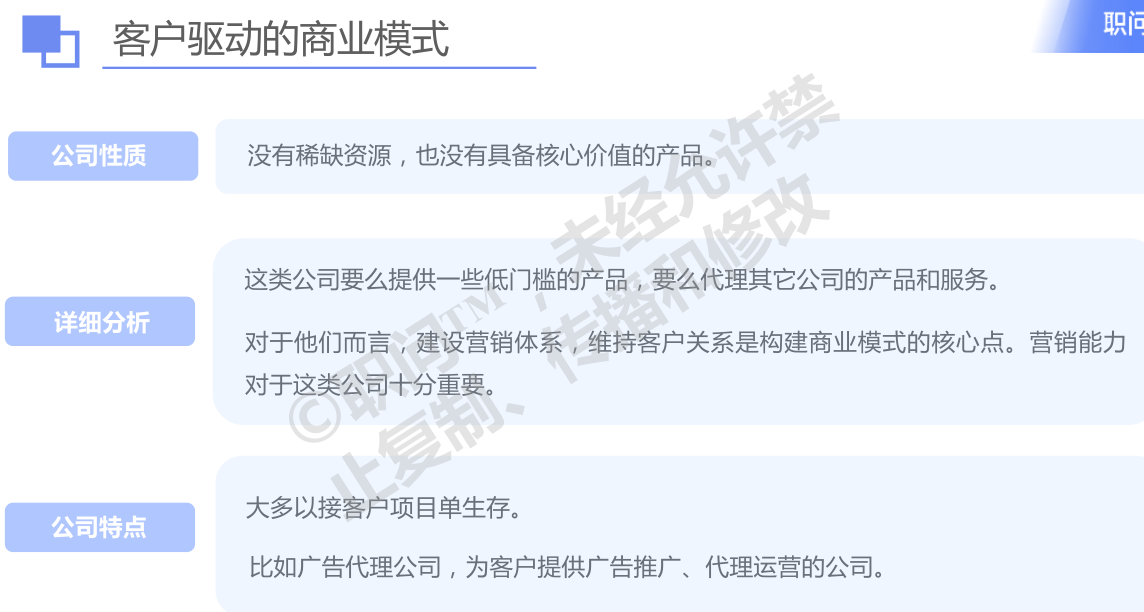 客户驱动的商业模式
职问
公司性质
没有稀缺资源，也没有具备核心价值的产品。
详细分析
这类公司要么提供一些低门槛的产品，要么代理其它公司的产品和服务。
对于他们而言，建设营销体系，维持客户关系是构建商业模式的核心点。营销能力
对于这类公司十分重要。
公司特点
大多以接客户项目单生存。
比如广告代理公司，为客户提供广告推广、代理运营的公司。
©职问™，未经允许禁
止复制、传播和修改